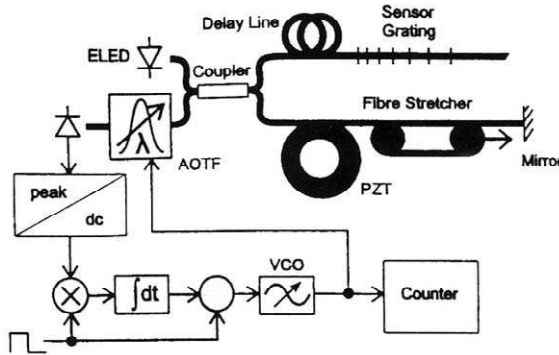 Delay Line
Sensor
Grating
ELED
Coupler
Fibre Stretcher
λ
AOTF
Mirror
PZT
peak
dc
VCO
∫dt
Counter